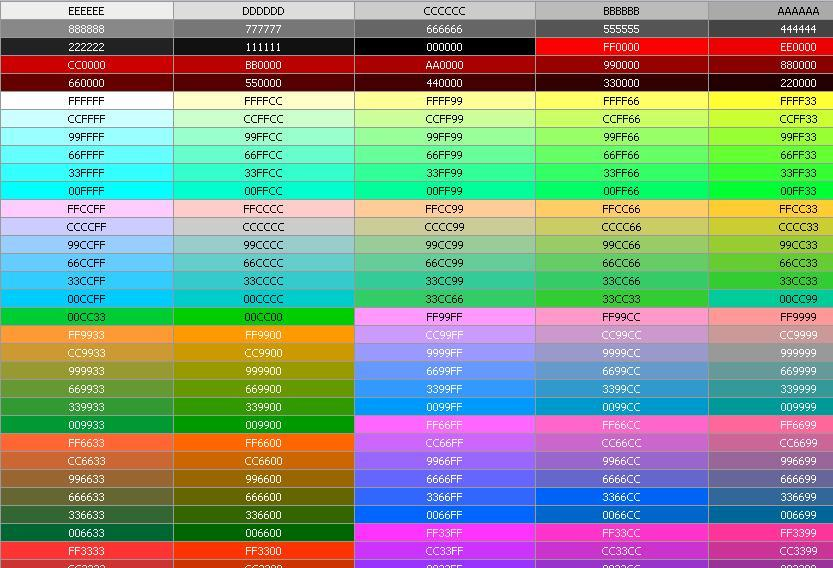 EEEEEE DDDDDD CCCCCC BBBBBB AAAAAA
888888 777777 666666 555555 444444
222222 111111 000000 FF0000 EE0000
CC0000 BB0000 AA0000 990000 880000
660000 550000 440000 330000 220000
FFFFFF FFFFCC FFFF99 FFFF66 FFFF33
CCFFFF CCFFCC CCFF99 CCFF66 CCFF33
99FFFF 99FFCC 99FF99 99FF66 99FF33
66FFFF 66FFCC 66FF99 66FF66 66FF33
33FFFF 33FFCC 33FF99 33FF66 33FF33
00FFFF 00FFCC 00FF99 00FF66 00FF33
FFCCFF FFCCCC FFCC99 FFCC66 FFCC33
CCCCFF CCCCCC CCCC99 CCCC66 CCCC33
99CCFF 99CCCC 99CC99 99CC66 99CC33
66CCFF 66CCCC 66CC99 66CC66 66CC33
33CCFF 33CCCC 33CC99 33CC66 33CC33
00CCFF 00CCCC 33CC66 33CC33 00CC99
00CC33 00CC00 FF99FF FF99CC FF9999
FF9933 FF9900 CC99FF CC99CC CC9999
CC9933 CC9900 9999FF 9999CC 999999
999933 999900 6699FF 6699CC 669999
669933 669900 3399FF 3399CC 339999
339933 339900 0099FF 0099CC 009999
009933 009900 FF66FF FF66CC FF6699
FF6633 FF6600 CC66FF CC66CC CC6699
CC6633 CC6600 9966FF 9966CC 996699
996633 996600 6666FF 6666CC 666699
666633 666600 3366FF 3366CC 336699
336633 336600 0066FF 0066CC 006699
006633 006600 FF33FF FF33CC FF3399
FF3333 FF3300 CC33FF CC33CC CC3399